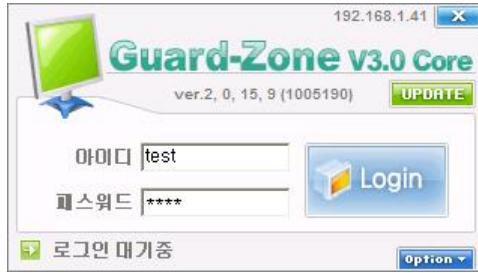 192.168.1.41
Guard-Zone V3.0 Core
ver.2, 0, 15, 9 (1005190)
UPDATE
아이디 test
패스워드 ****
Login
로그인 대기중
Option